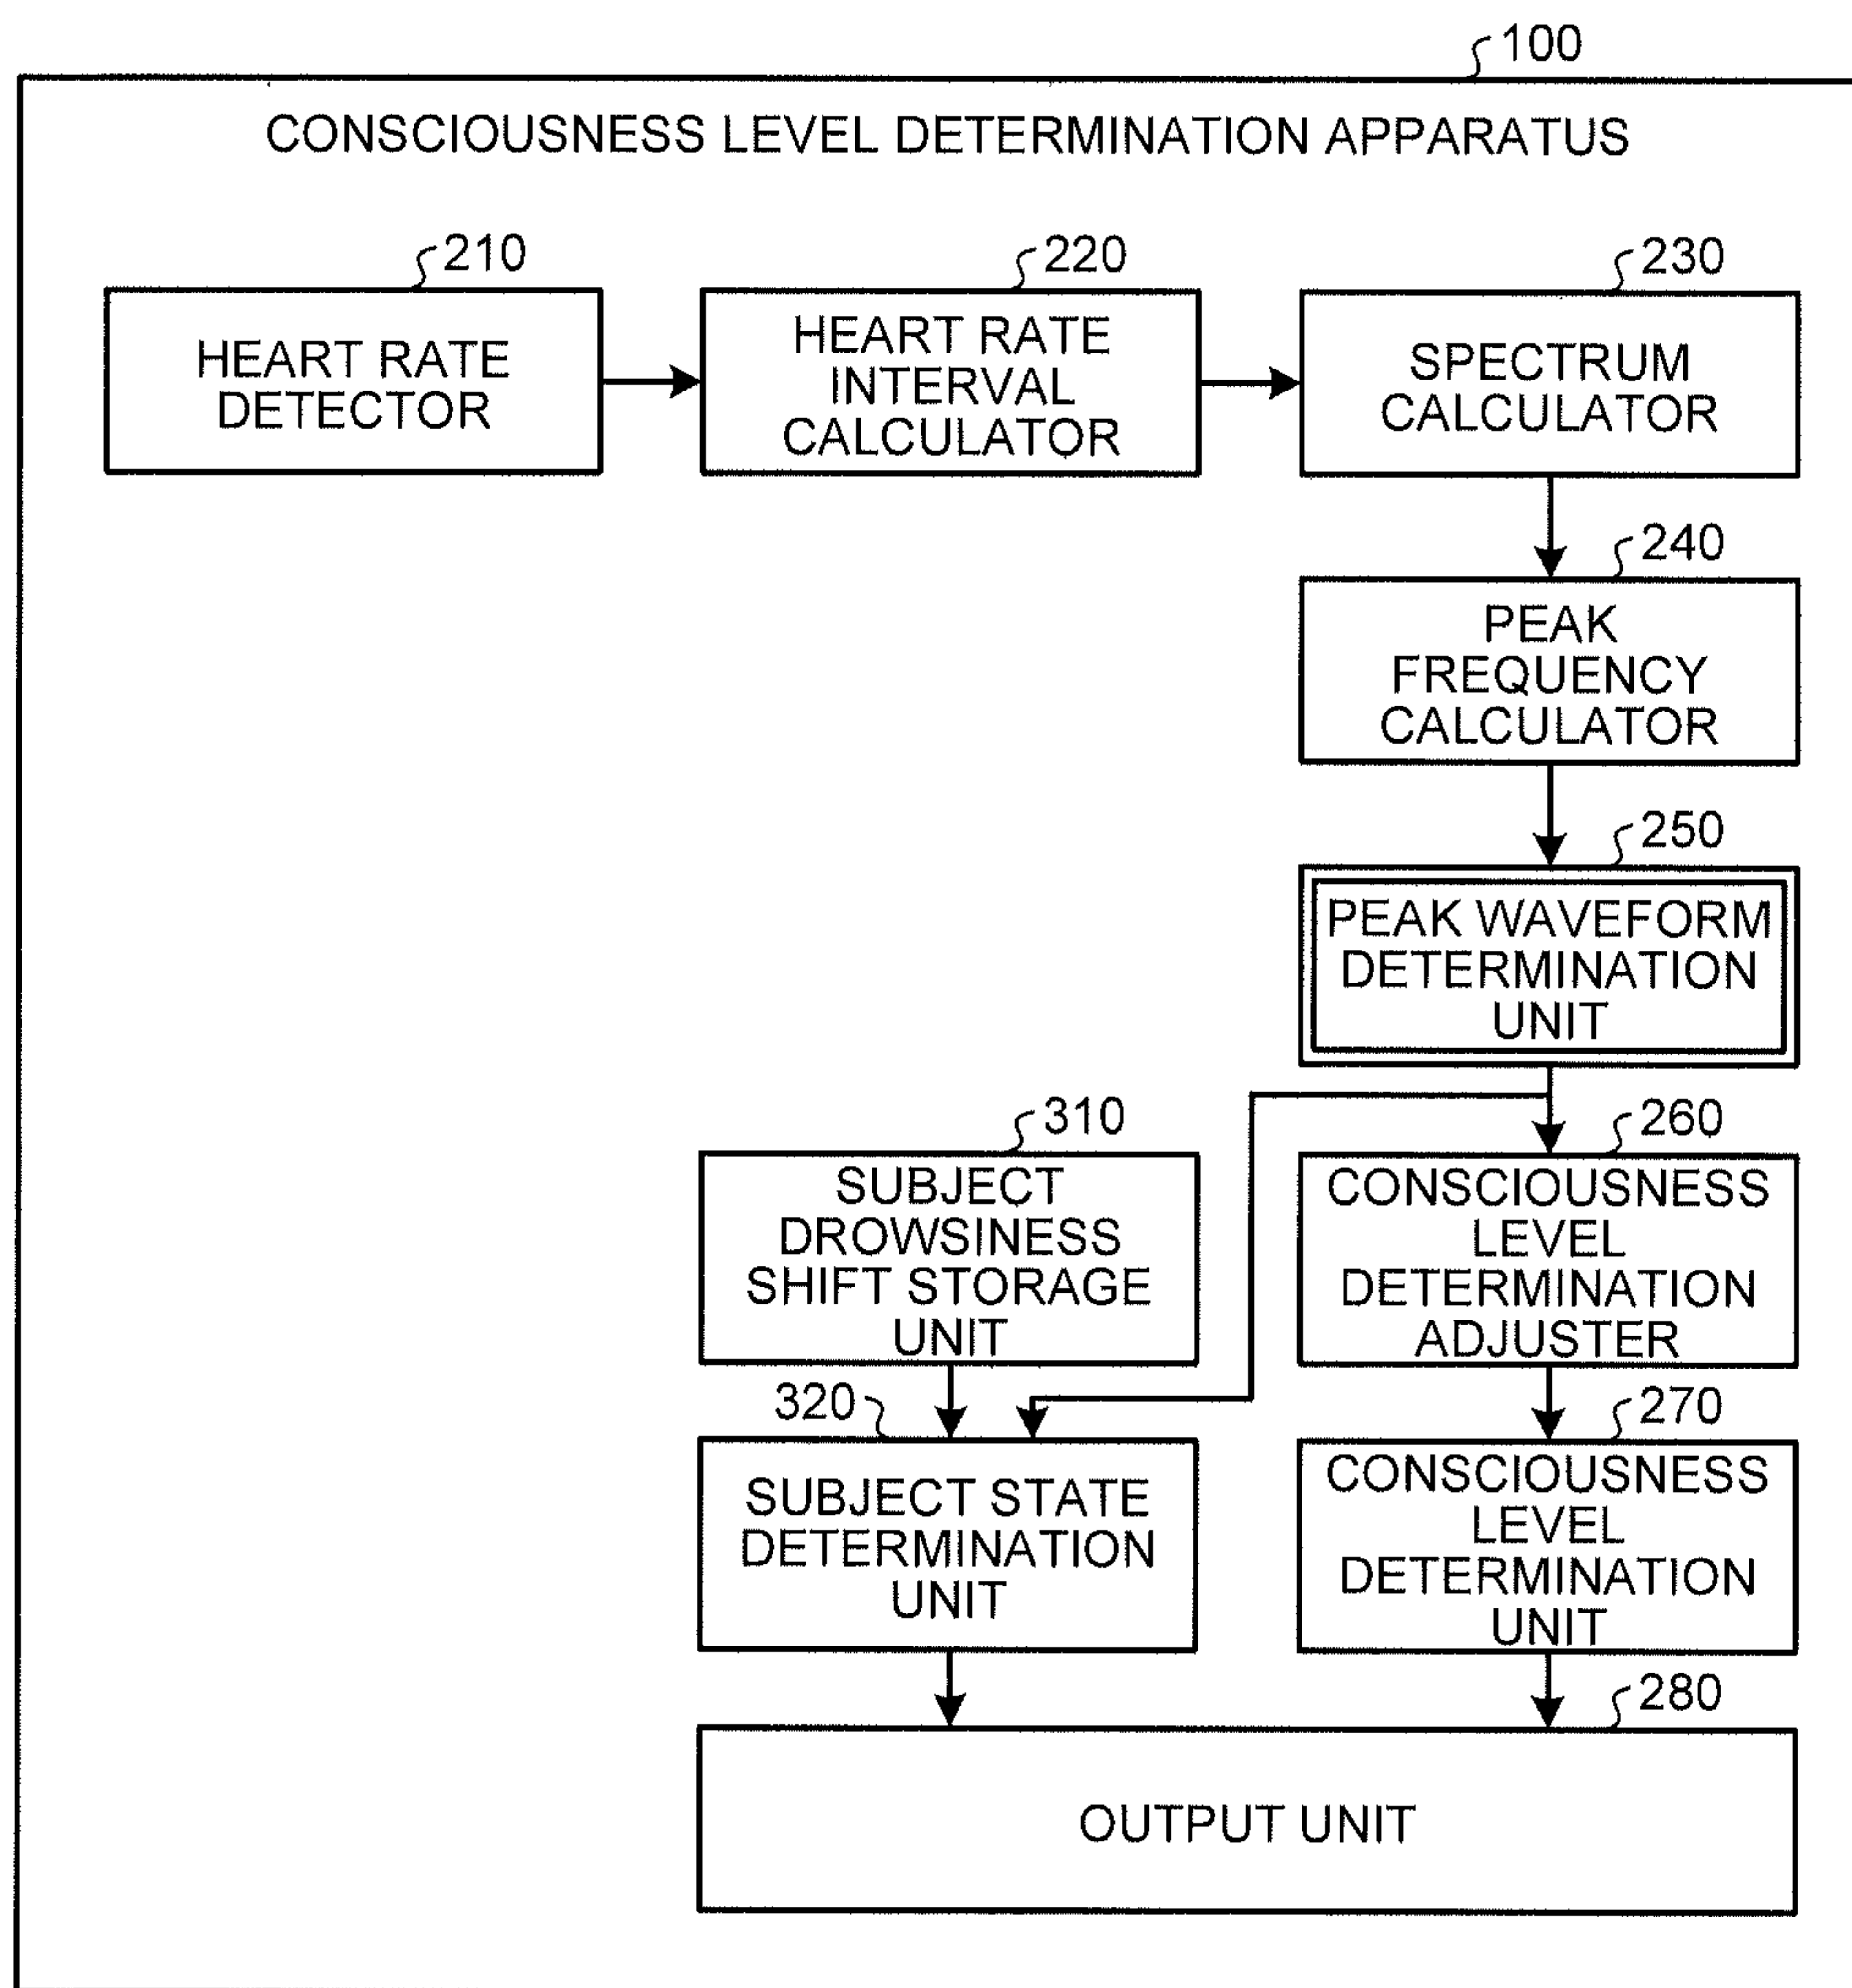 100
CONSCIOUSNESS LEVEL DETERMINATION APPARATUS
210
HEART RATE
DETECTOR
220
HEART RATE
INTERVAL
CALCULATOR
230
SPECTRUM
CALCULATOR
240
PEAK
FREQUENCY
CALCULATOR
250
PEAK WAVEFORM
DETERMINATION
UNIT
310
SUBJECT
DROWSINESS
SHIFT STORAGE
UNIT
260
CONSCIOUSNESS
LEVEL
DETERMINATION
ADJUSTER
320
SUBJECT STATE
DETERMINATION
UNIT
270
CONSCIOUSNESS
LEVEL
DETERMINATION
UNIT
280
OUTPUT UNIT